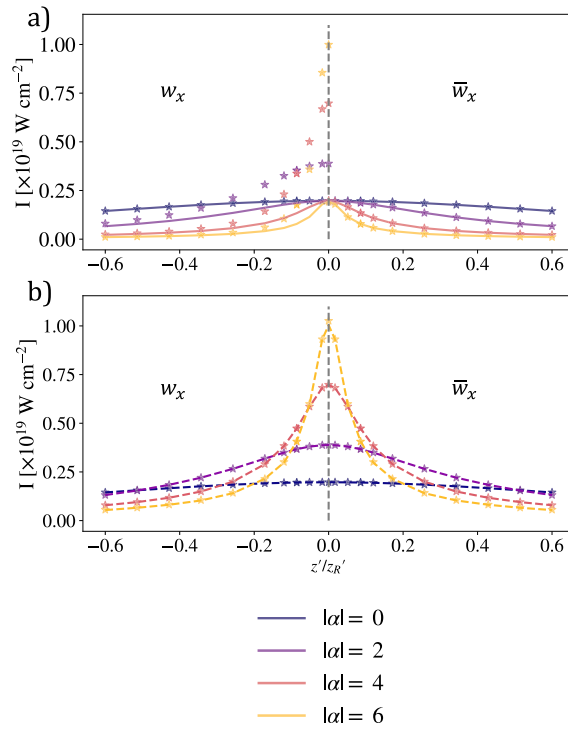 a)
I [×10¹⁹ W cm⁻²]
1.00
0.75
0.50
0.25
0.00
w_x
w̅_x
−0.6 −0.4 −0.2 0.0 0.2 0.4 0.6
b)
I [×10¹⁹ W cm⁻²]
1.00
0.75
0.50
0.25
0.00
w_x
w̅_x
−0.6 −0.4 −0.2 0.0 0.2 0.4 0.6
z'/z_R'
|α| = 0
|α| = 2
|α| = 4
|α| = 6